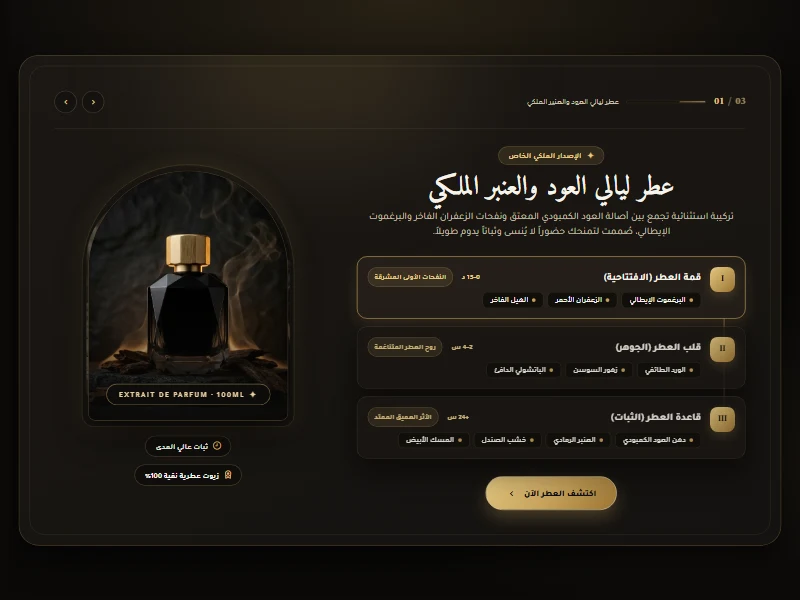 01 / 03
عطر ليالي العود والعنبر الملكي
✦ الإصدار الملكي الخاص
عطر ليالي العود والعنبر الملكي
تركيبة استثنائية تجمع بين أصالة العود الكمبودي المعتق ونفحات الزعفران الفاخر والبرغموت
الإيطالي. صُممت لتمنحك حضوراً لا يُنسى وثباتاً يدوم طويلاً.
I
قمة العطر (الافتتاحية)
0-15 د
النفحات الأولى المشرقة
البرغموت الإيطالي
الزعفران الأحمر
الهيل الفاخر
II
قلب العطر (الجوهر)
2-4 س
روح العطر المتناغمة
الورد الطائفي
زهور السوسن
الباتشولي الدافئ
III
قاعدة العطر (الثبات)
24+ س
الأثر العميق الممتد
دهن العود الكمبودي
العنبر الرمادي
خشب الصندل
المسك الأبيض
اكتشف العطر الآن
EXTRAIT DE PARFUM · 100ML ✦
ثبات عالي المدى
زيوت عطرية نقية 100%